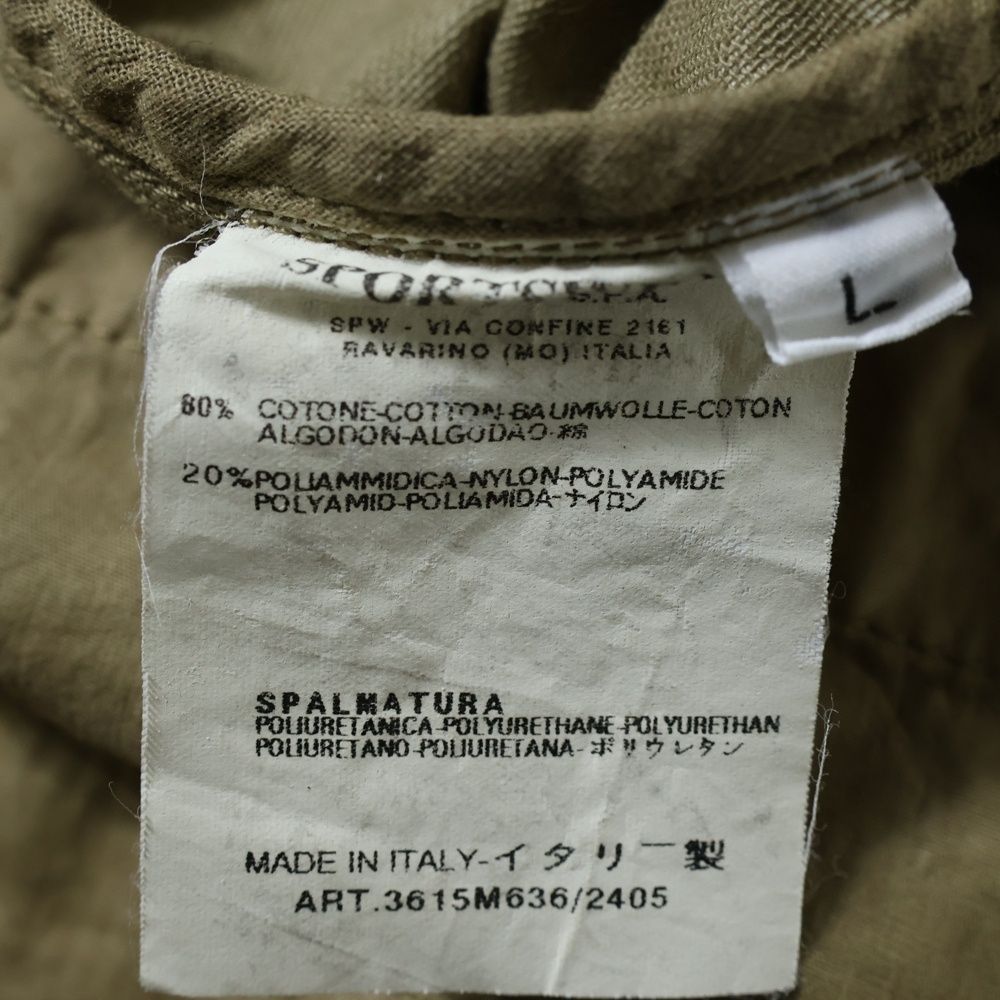 SPW - VIA CONFINE 2161
RAVARINO (MO) ITALIA
L
80% COTONE-COTTON-BAUMWOLLE-COTON
ALGODON-ALGODAO-綿
20% POLIAMMIDICA-NYLON-POLYAMIDE
POLYAMID-POLIAMIDA-ナイロン
SPALMATURA
POLIURETANICA-POLYURETHANE-POLYURETHAN
POLIURETANO-POLIURETANA-ポリウレタン
MADE IN ITALY-イタリー製
ART.3615M636/2405